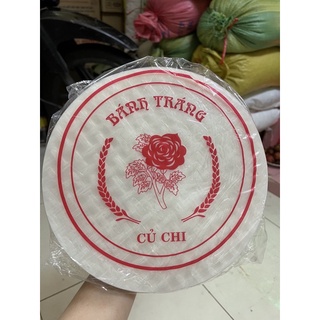 BÁNH TRÁNG
CỦ CHI